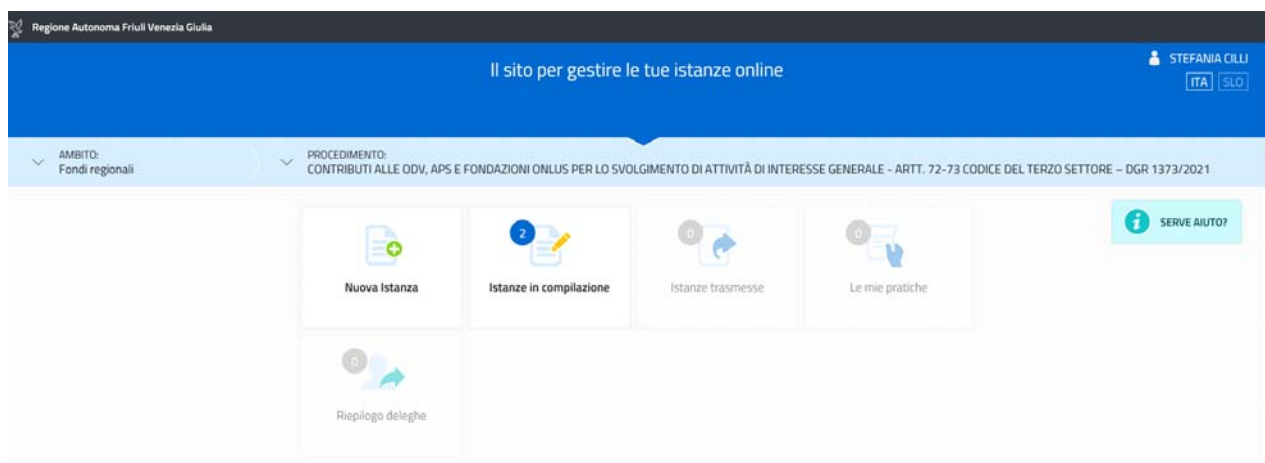 Regione Autonoma Friuli Venezia Giulia
Il sito per gestire le tue istanze online
STEFANIA CILLI
ITA SLO
AMBITO:
Fondi regionali
PROCEDIMENTO:
CONTRIBUTI ALLE ODV, APS E FONDAZIONI ONLUS PER LO SVOLGIMENTO DI ATTIVITÀ DI INTERESSE GENERALE - ARTT. 72-73 CODICE DEL TERZO SETTORE – DGR 1373/2021
SERVE AIUTO?
Nuova Istanza
2
Istanze in compilazione
0
Istanze trasmesse
0
Le mie pratiche
0
Riepilogo deleghe